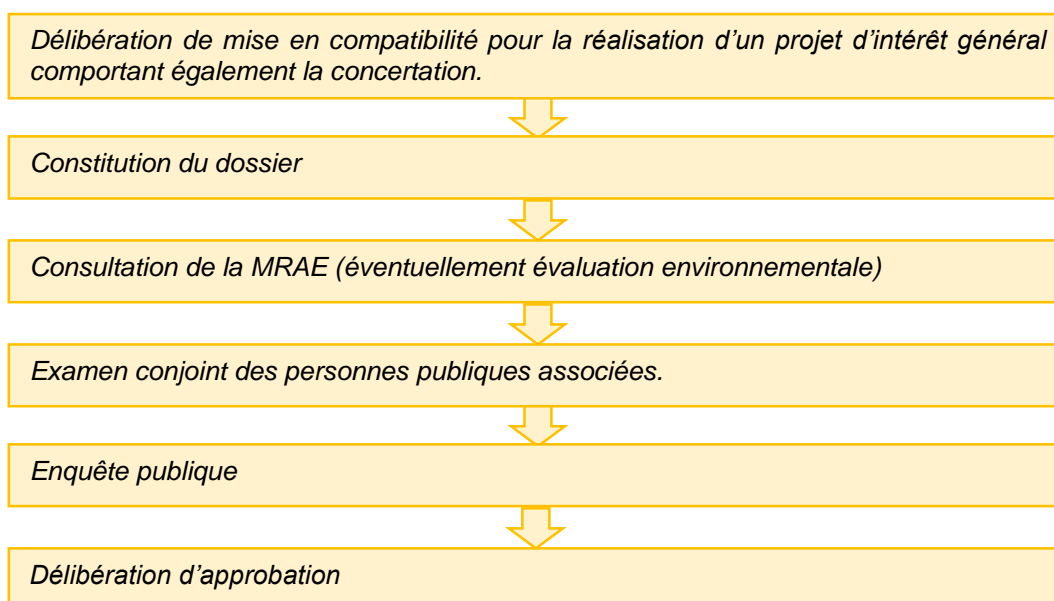 Délibération de mise en compatibilité pour la réalisation d’un projet d’intérêt général
comportant également la concertation.
Constitution du dossier
Consultation de la MRAE (éventuellement évaluation environnementale)
Examen conjoint des personnes publiques associées.
Enquête publique
Délibération d’approbation